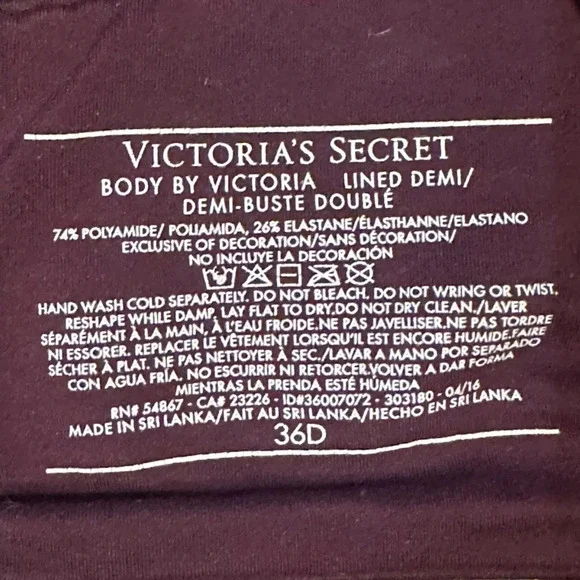 VICTORIA'S SECRET
BODY BY VICTORIA LINED DEMI/
DEMI-BUSTE DOUBLÉ
74% POLYAMIDE/ POLIAMIDA, 26% ELASTANE/ÉLASTHANNE/ELASTANO
EXCLUSIVE OF DECORATION/SANS DÉCORATION/
NO INCLUYE LA DECORACIÓN
HAND WASH COLD SEPARATELY. DO NOT BLEACH. DO NOT WRING OR TWIST.
RESHAPE WHILE DAMP, LAY FLAT TO DRY.DO NOT DRY CLEAN./LAVER
SÉPARÉMENT À LA MAIN, À L'EAU FROIDE.NE PAS JAVELLISER.NE PAS TORDRE
NI ESSORER. REPLACER LE VÊTEMENT LORSQU'IL EST ENCORE HUMIDE.FAIRE
SÉCHER À PLAT. NE PAS NETTOYER À SEC./LAVAR A MANO POR SEPARADO
CON AGUA FRÍA. NO ESCURRIR NI RETORCER.VOLVER A DAR FORMA
MIENTRAS LA PRENDA ESTÉ HÚMEDA
RN# 54867 - CA# 23226 - ID#36007072 - 303180 - 04/16
MADE IN SRI LANKA/FAIT AU SRI LANKA/HECHO EN SRI LANKA
36D